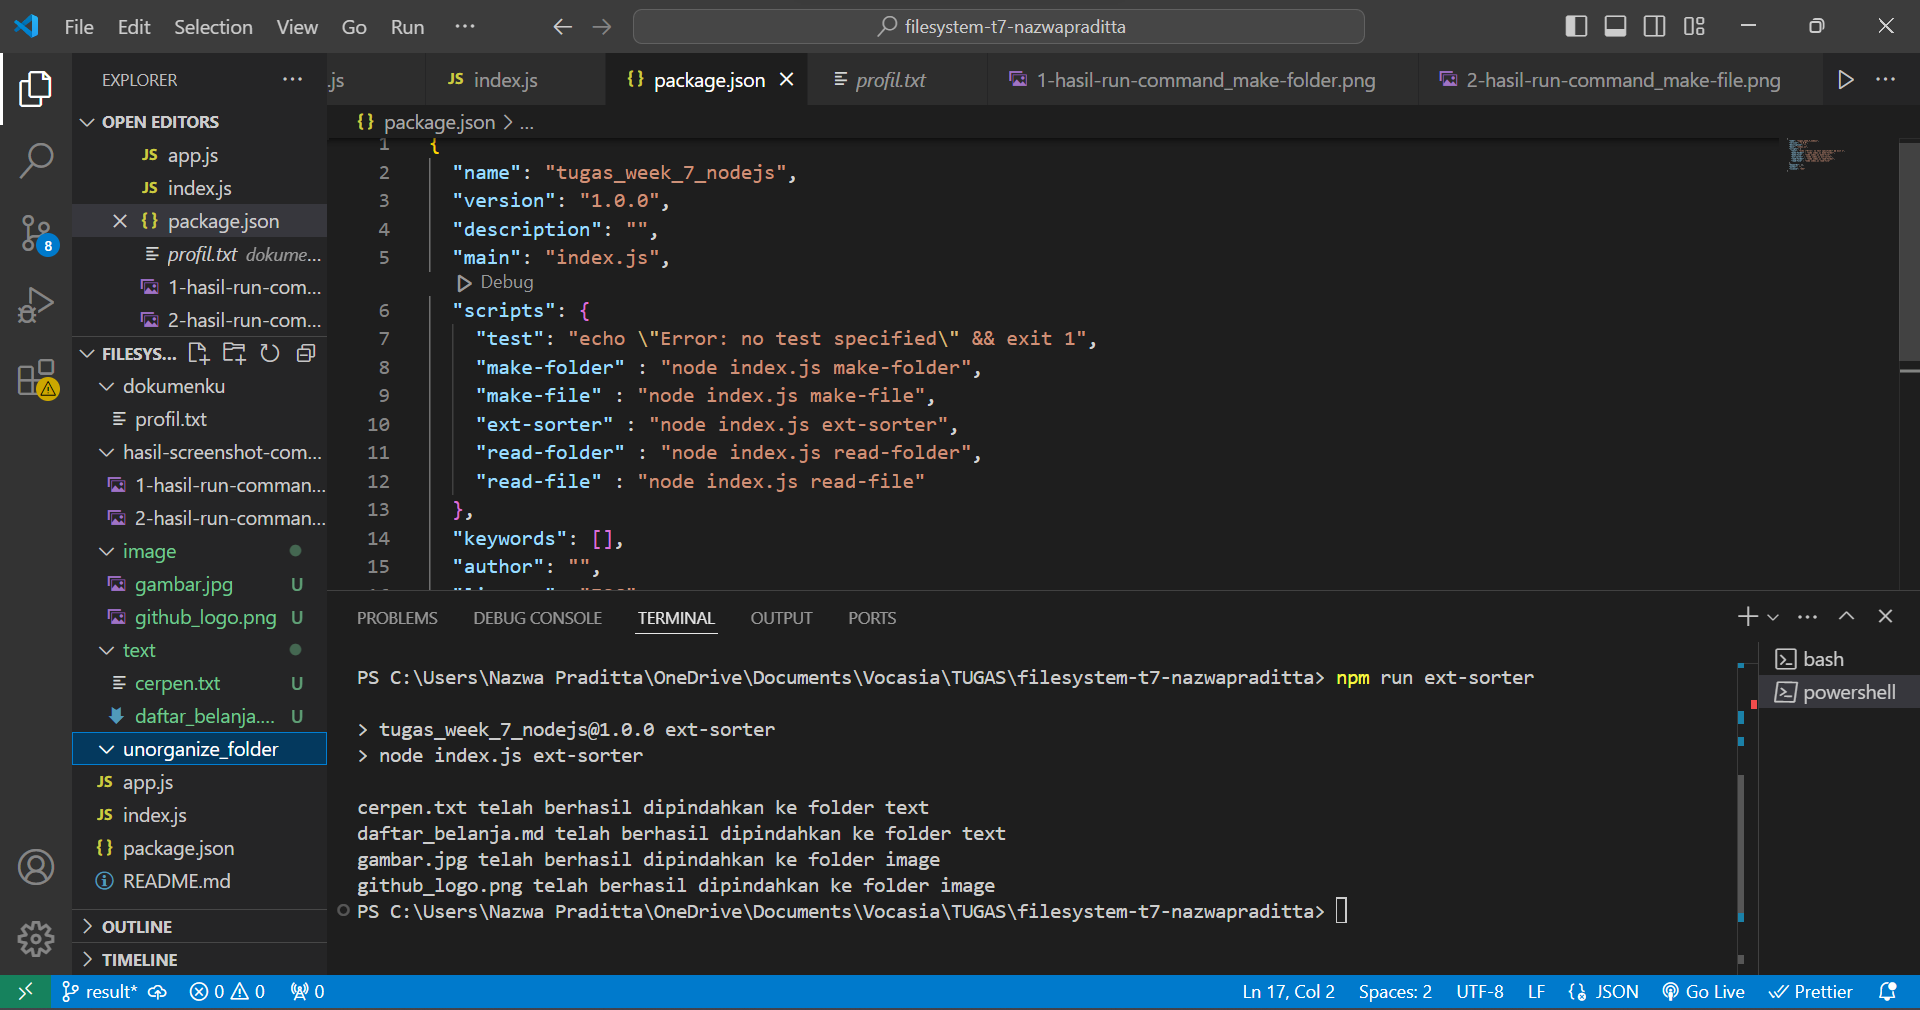 File Edit Selection View Go Run ···
filesystem-t7-nazwapraditta
EXPLORER
.js
JS index.js
{} package.json
profil.txt
1-hasil-run-command_make-folder.png
2-hasil-run-command_make-file.png
OPEN EDITORS
JS app.js
JS index.js
{} package.json
profil.txt dokume...
1-hasil-run-com...
2-hasil-run-com...
FILESYS...
dokumenku
profil.txt
hasil-screenshot-com...
1-hasil-run-comman...
2-hasil-run-comman...
image
gambar.jpg U
github_logo.png U
text
cerpen.txt U
daftar_belanja.... U
unorganize_folder
JS app.js
JS index.js
{} package.json
README.md
OUTLINE
TIMELINE
8
{} package.json > ...
1 {
2 "name": "tugas_week_7_nodejs",
3 "version": "1.0.0",
4 "description": "",
5 "main": "index.js",
Debug
6 "scripts": {
7 "test": "echo \"Error: no test specified\" && exit 1",
8 "make-folder" : "node index.js make-folder",
9 "make-file" : "node index.js make-file",
10 "ext-sorter" : "node index.js ext-sorter",
11 "read-folder" : "node index.js read-folder",
12 "read-file" : "node index.js read-file"
13 },
14 "keywords": [],
15 "author": "",
PROBLEMS DEBUG CONSOLE TERMINAL OUTPUT PORTS
PS C:\Users\Nazwa Praditta\OneDrive\Documents\Vocasia\TUGAS\filesystem-t7-nazwapraditta> npm run ext-sorter
> tugas_week_7_nodejs@1.0.0 ext-sorter
> node index.js ext-sorter
cerpen.txt telah berhasil dipindahkan ke folder text
daftar_belanja.md telah berhasil dipindahkan ke folder text
gambar.jpg telah berhasil dipindahkan ke folder image
github_logo.png telah berhasil dipindahkan ke folder image
PS C:\Users\Nazwa Praditta\OneDrive\Documents\Vocasia\TUGAS\filesystem-t7-nazwapraditta>
bash
powershell
result* 0 0 0 Ln 17, Col 2 Spaces: 2 UTF-8 LF {} JSON Go Live Prettier